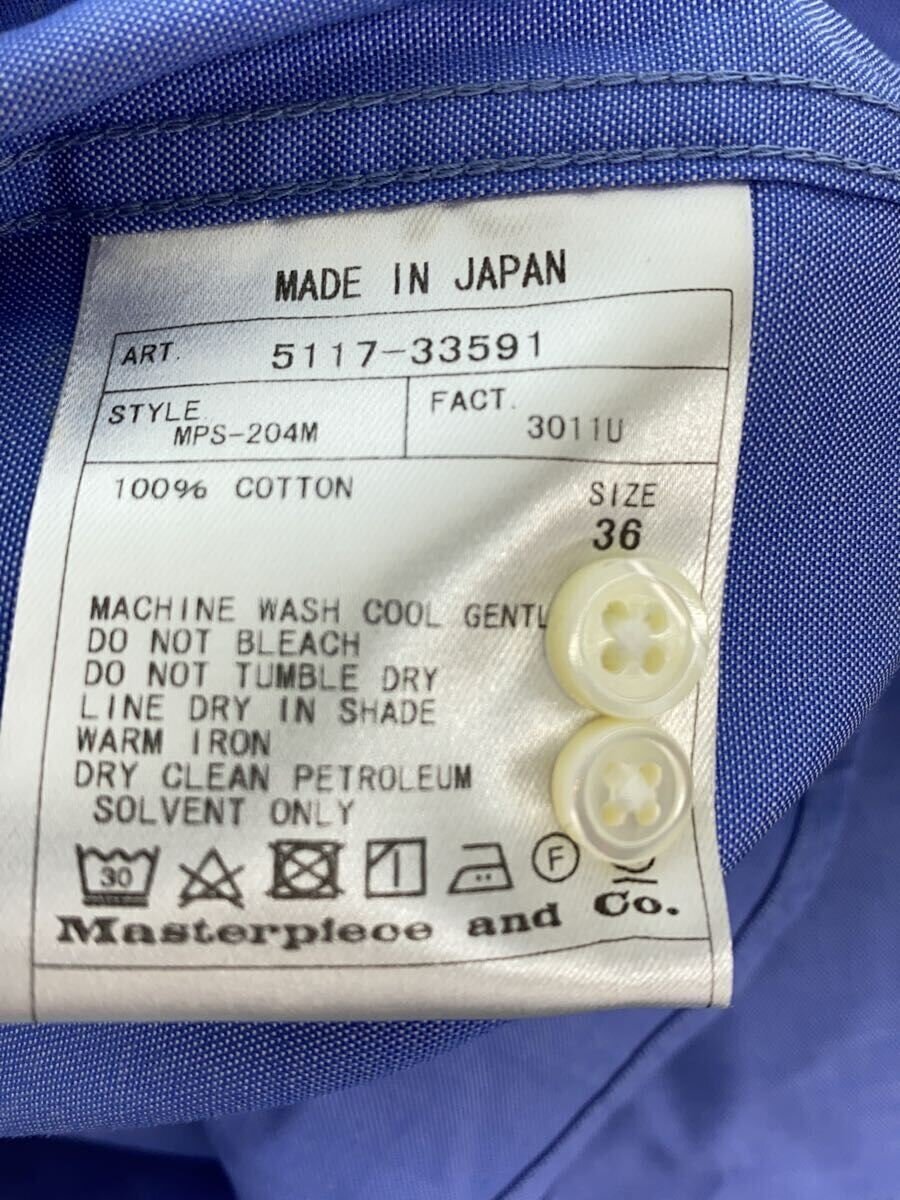 MADE IN JAPAN
ART. 5117-33591
STYLE FACT.
MPS-204M 3011U
100% COTTON SIZE
36
MACHINE WASH COOL
DO NOT BLEACH
DO NOT TUMBLE DRY
LINE DRY IN SHADE
WARM IRON
DRY CLEAN PETROLEUM
SOLVENT ONLY
30 F
Masterpiece and Co.